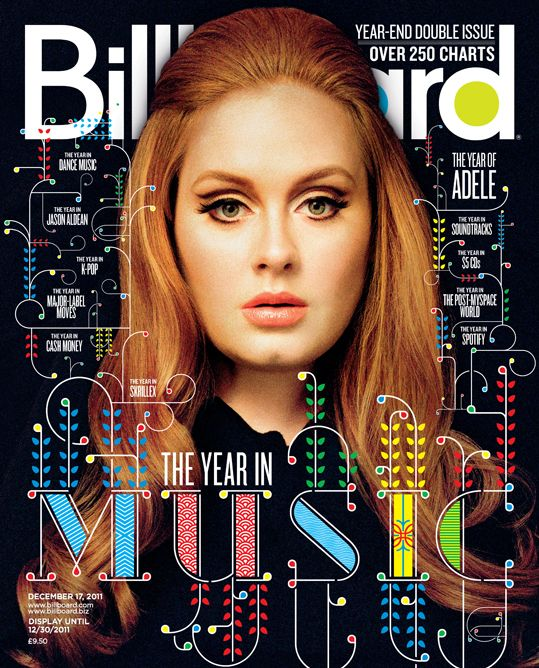 Billboard
YEAR-END DOUBLE ISSUE
OVER 250 CHARTS
THE YEAR IN
DANCE MUSIC
THE YEAR IN
JASON ALDEAN
THE YEAR IN
K-POP
THE YEAR IN
MAJOR-LABEL
MOVES
THE YEAR IN
CASH MONEY
THE YEAR IN
SKRILLEX
THE YEAR OF
ADELE
THE YEAR IN
SOUNDTRACKS
THE YEAR IN
$5 CDs
THE YEAR IN
THE POST-MYSPACE
WORLD
THE YEAR IN
SPOTIFY
THE YEAR IN
MUSIC
DECEMBER 17, 2011
www.billboard.com
www.billboard.biz
DISPLAY UNTIL
12/30/2011
£9.50